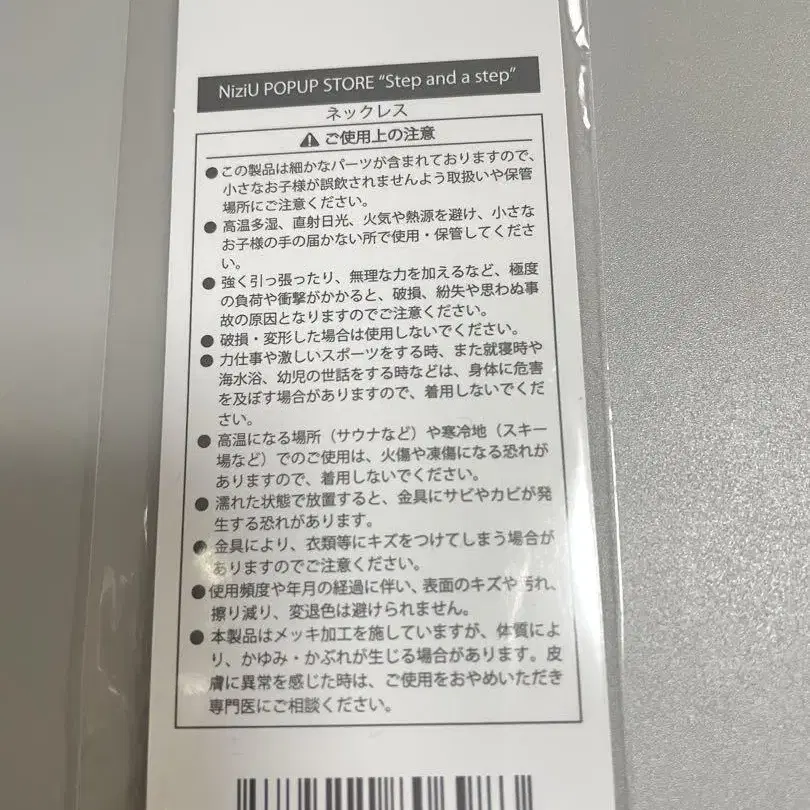 NiziU POPUP STORE “Step and a step”
ネックレス
⚠ご使用上の注意
●この製品は細かなパーツが含まれておりますので、
小さなお子様が誤飲されませんよう取扱いや保管
場所にご注意ください。
●高温多湿、直射日光、火気や熱源を避け、小さな
お子様の手の届かない所で使用・保管してくださ
い。
●強く引っ張ったり、無理な力を加えるなど、極度
の負荷や衝撃がかかると、破損、紛失や思わぬ事
故の原因となりますのでご注意ください。
●破損・変形した場合は使用しないでください。
●力仕事や激しいスポーツをする時、また就寝時や
海水浴、幼児の世話をする時などは、身体に危害
を及ぼす場合がありますので、着用しないでくだ
さい。
●高温になる場所（サウナなど）や寒冷地（スキー
場など）でのご使用は、火傷や凍傷になる恐れが
ありますので、着用しないでください。
●濡れた状態で放置すると、金具にサビやカビが発
生する恐れがあります。
●金具により、衣類等にキズをつけてしまう場合が
ありますのでご注意ください。
●使用頻度や年月の経過に伴い、表面のキズや汚れ、
擦り減り、変退色は避けられません。
●本製品はメッキ加工を施していますが、体質によ
り、かゆみ・かぶれが生じる場合があります。皮
膚に異常を感じた時は、ご使用をおやめいただき
専門医にご相談ください。